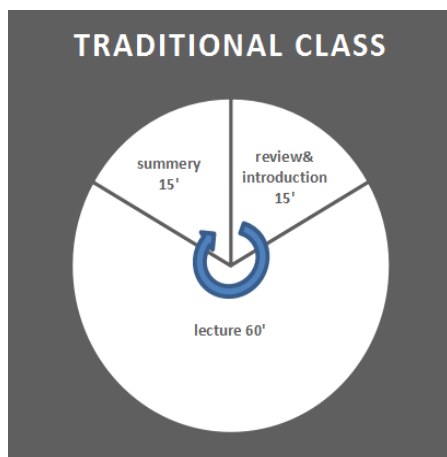 TRADITIONAL CLASS
summery
15'
review&
introduction
15'
lecture 60'